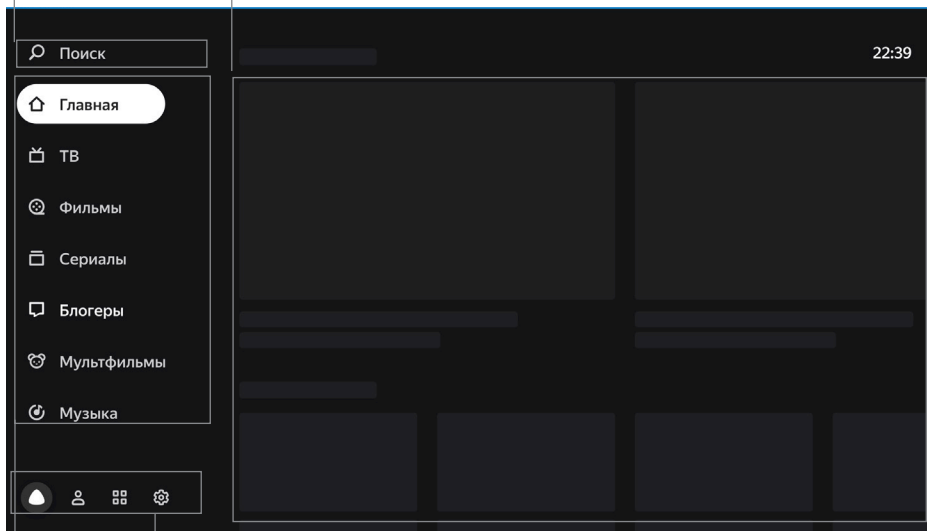 Поиск
22:39
Главная
ТВ
Фильмы
Сериалы
Блогеры
Мультфильмы
Музыка